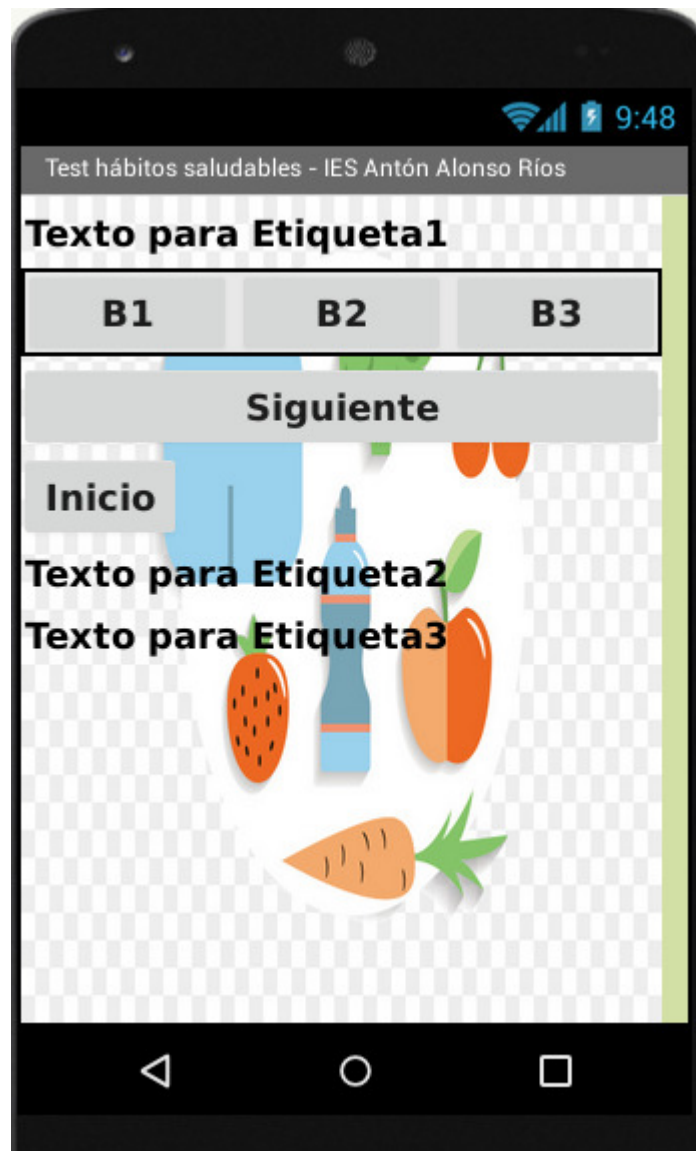 9:48
Test hábitos saludables - IES Antón Alonso Ríos
Texto para Etiqueta1
B1 B2 B3
Siguiente
Inicio
Texto para Etiqueta2
Texto para Etiqueta3